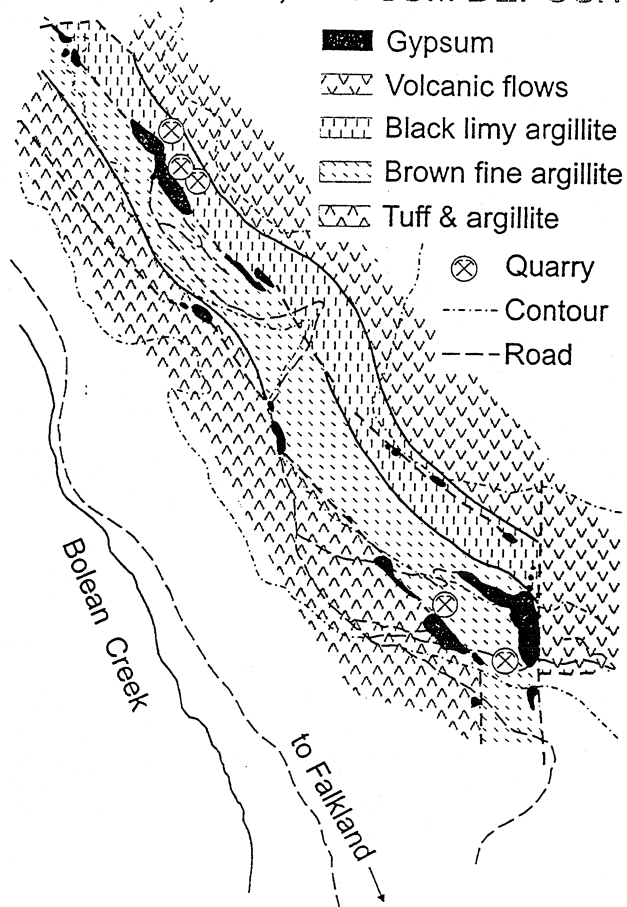 Gypsum
Volcanic flows
Black limy argillite
Brown fine argillite
Tuff & argillite
Quarry
Contour
Road
Bolean Creek
to Falkland